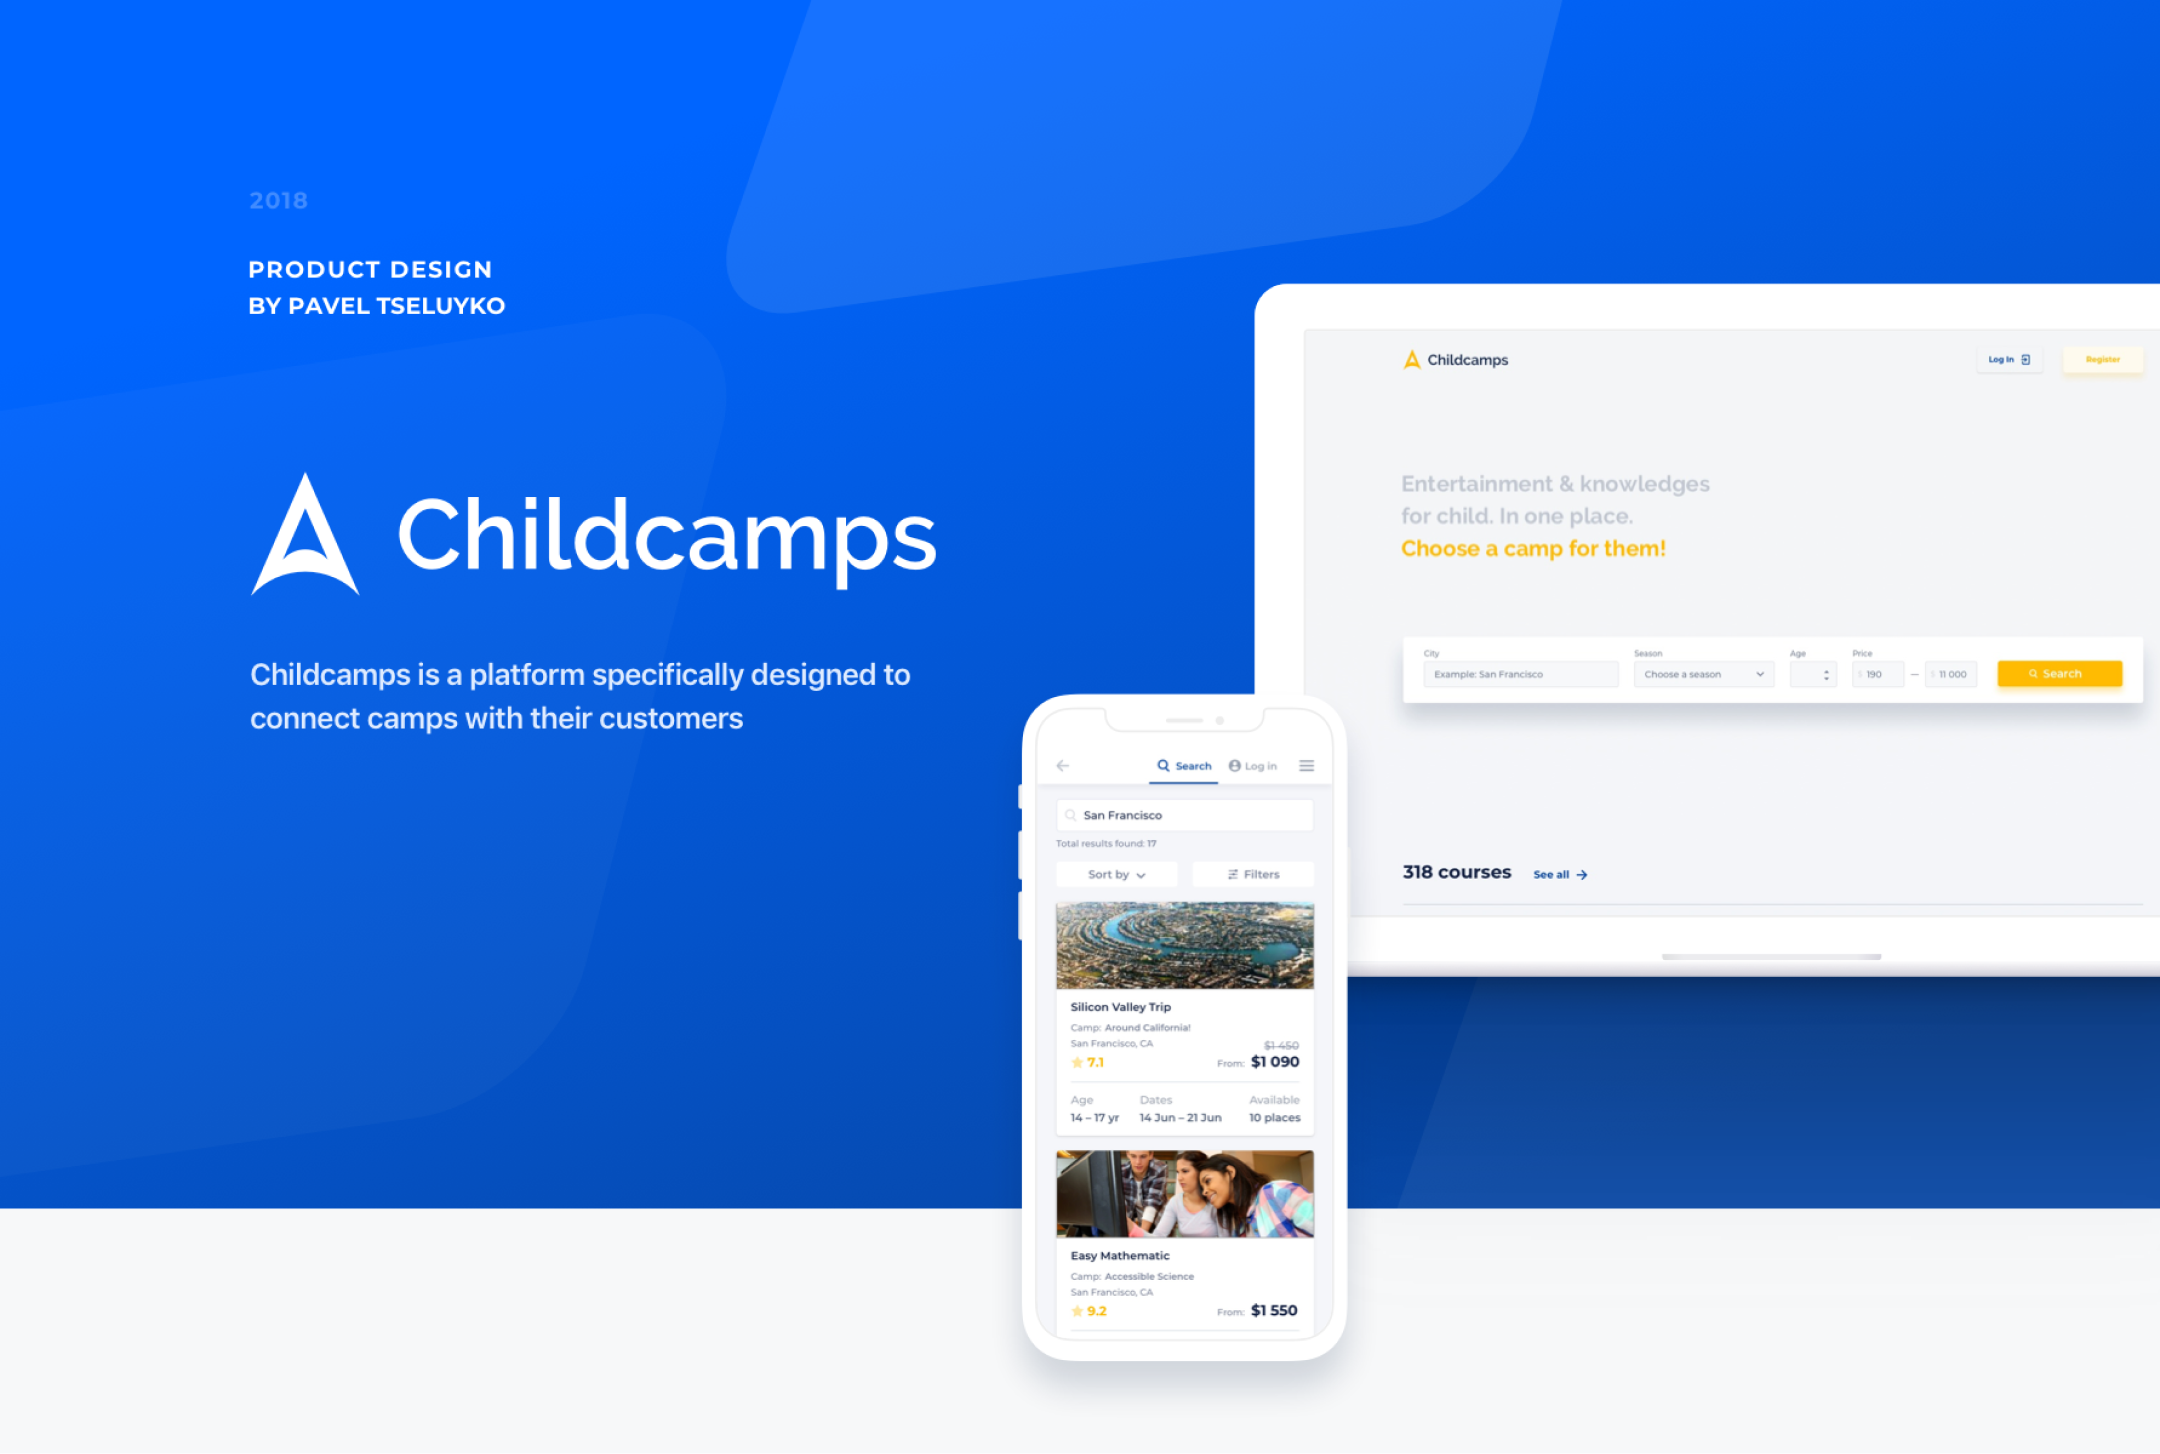 2018
PRODUCT DESIGN
BY PAVEL TSELUYKO
Childcamps
Childcamps is a platform specifically designed to
connect camps with their customers
Childcamps
Log In
Register
Entertainment & knowledges
for child. In one place.
Choose a camp for them!
City
Season
Age
Price
Example: San Francisco
Choose a season
$ 190
—
$ 11 000
Search
318 courses
See all
Search
Log in
San Francisco
Total results found: 17
Sort by
Filters
Silicon Valley Trip
Camp: Around California!
San Francisco, CA
$1 450
7.1
From: $1 090
Age
Dates
Available
14 – 17 yr
14 Jun – 21 Jun
10 places
Easy Mathematic
Camp: Accessible Science
San Francisco, CA
9.2
From: $1 550